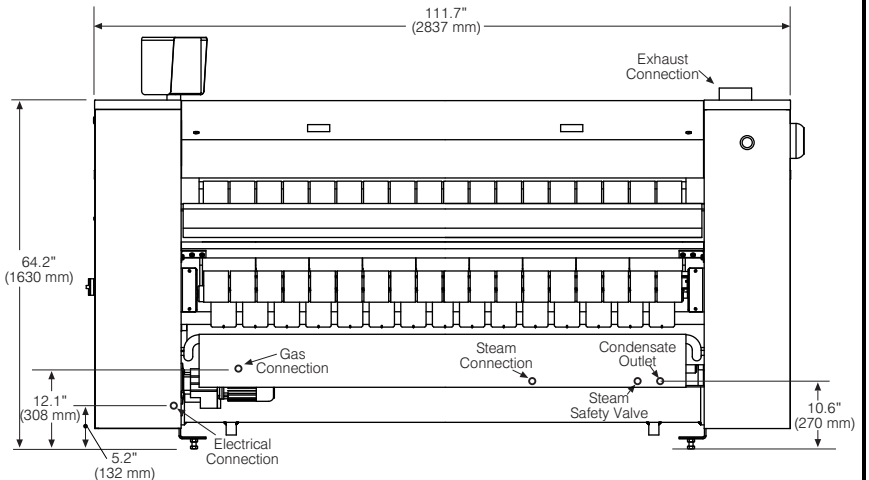 111.7"
(2837 mm)
Exhaust
Connection
64.2"
(1630 mm)
Gas
Connection
Steam
Connection
Condensate
Outlet
Steam
Safety Valve
12.1"
(308 mm)
10.6"
(270 mm)
Electrical
Connection
5.2"
(132 mm)